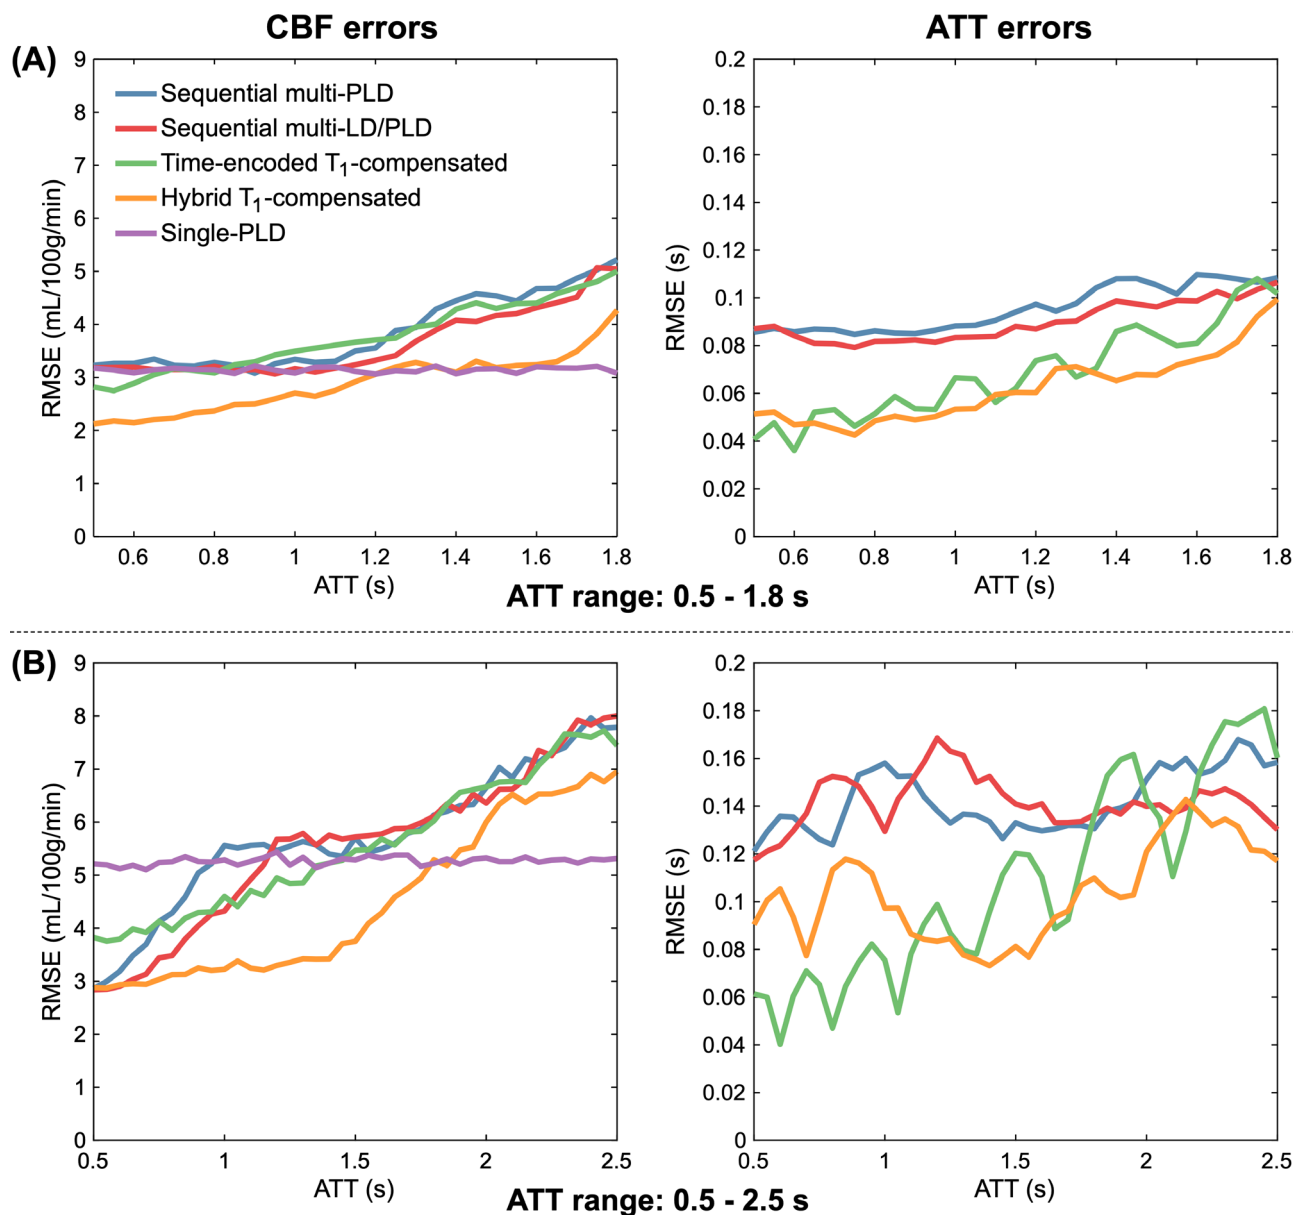 CBF errors
ATT errors
(A)
9
8
7
6
5
4
3
2
1
0
RMSE (mL/100g/min)
Sequential multi-PLD
Sequential multi-LD/PLD
Time-encoded T1-compensated
Hybrid T1-compensated
Single-PLD
0.6 0.8 1 1.2 1.4 1.6 1.8
ATT (s)
0.2
0.18
0.16
0.14
0.12
0.1
0.08
0.06
0.04
0.02
0
RMSE (s)
0.6 0.8 1 1.2 1.4 1.6 1.8
ATT (s)
ATT range: 0.5 - 1.8 s
(B)
9
8
7
6
5
4
3
2
1
0
RMSE (mL/100g/min)
0.5 1 1.5 2 2.5
ATT (s)
0.2
0.18
0.16
0.14
0.12
0.1
0.08
0.06
0.04
0.02
0
RMSE (s)
0.5 1 1.5 2 2.5
ATT (s)
ATT range: 0.5 - 2.5 s